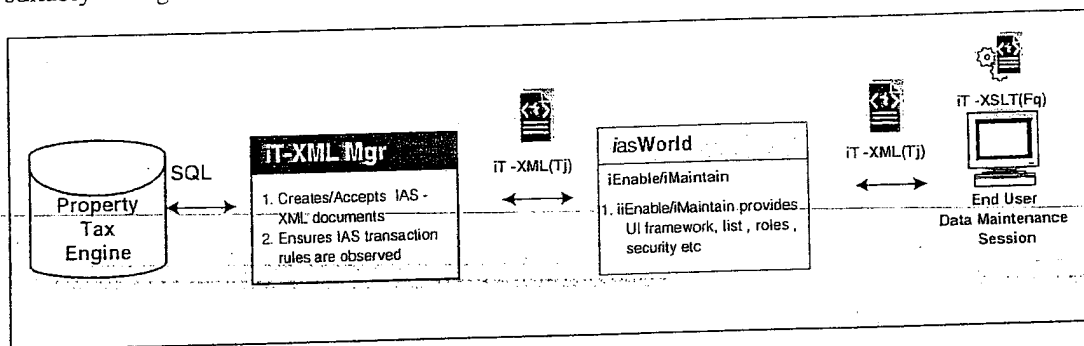 SQL
Property
Tax
Engine
iT-XML Mgr
1. Creates/Accepts IAS -
XML documents
2. Ensures IAS transaction
rules are observed
iT -XML(Tj)
iasWorld
iEnable/iMaintain
1. iiEnable/iMaintain provides
UI framework, list , roles ,
security etc
iT -XML(Tj)
iT -XSLT(Fq)
End User
Data Maintenance
Session